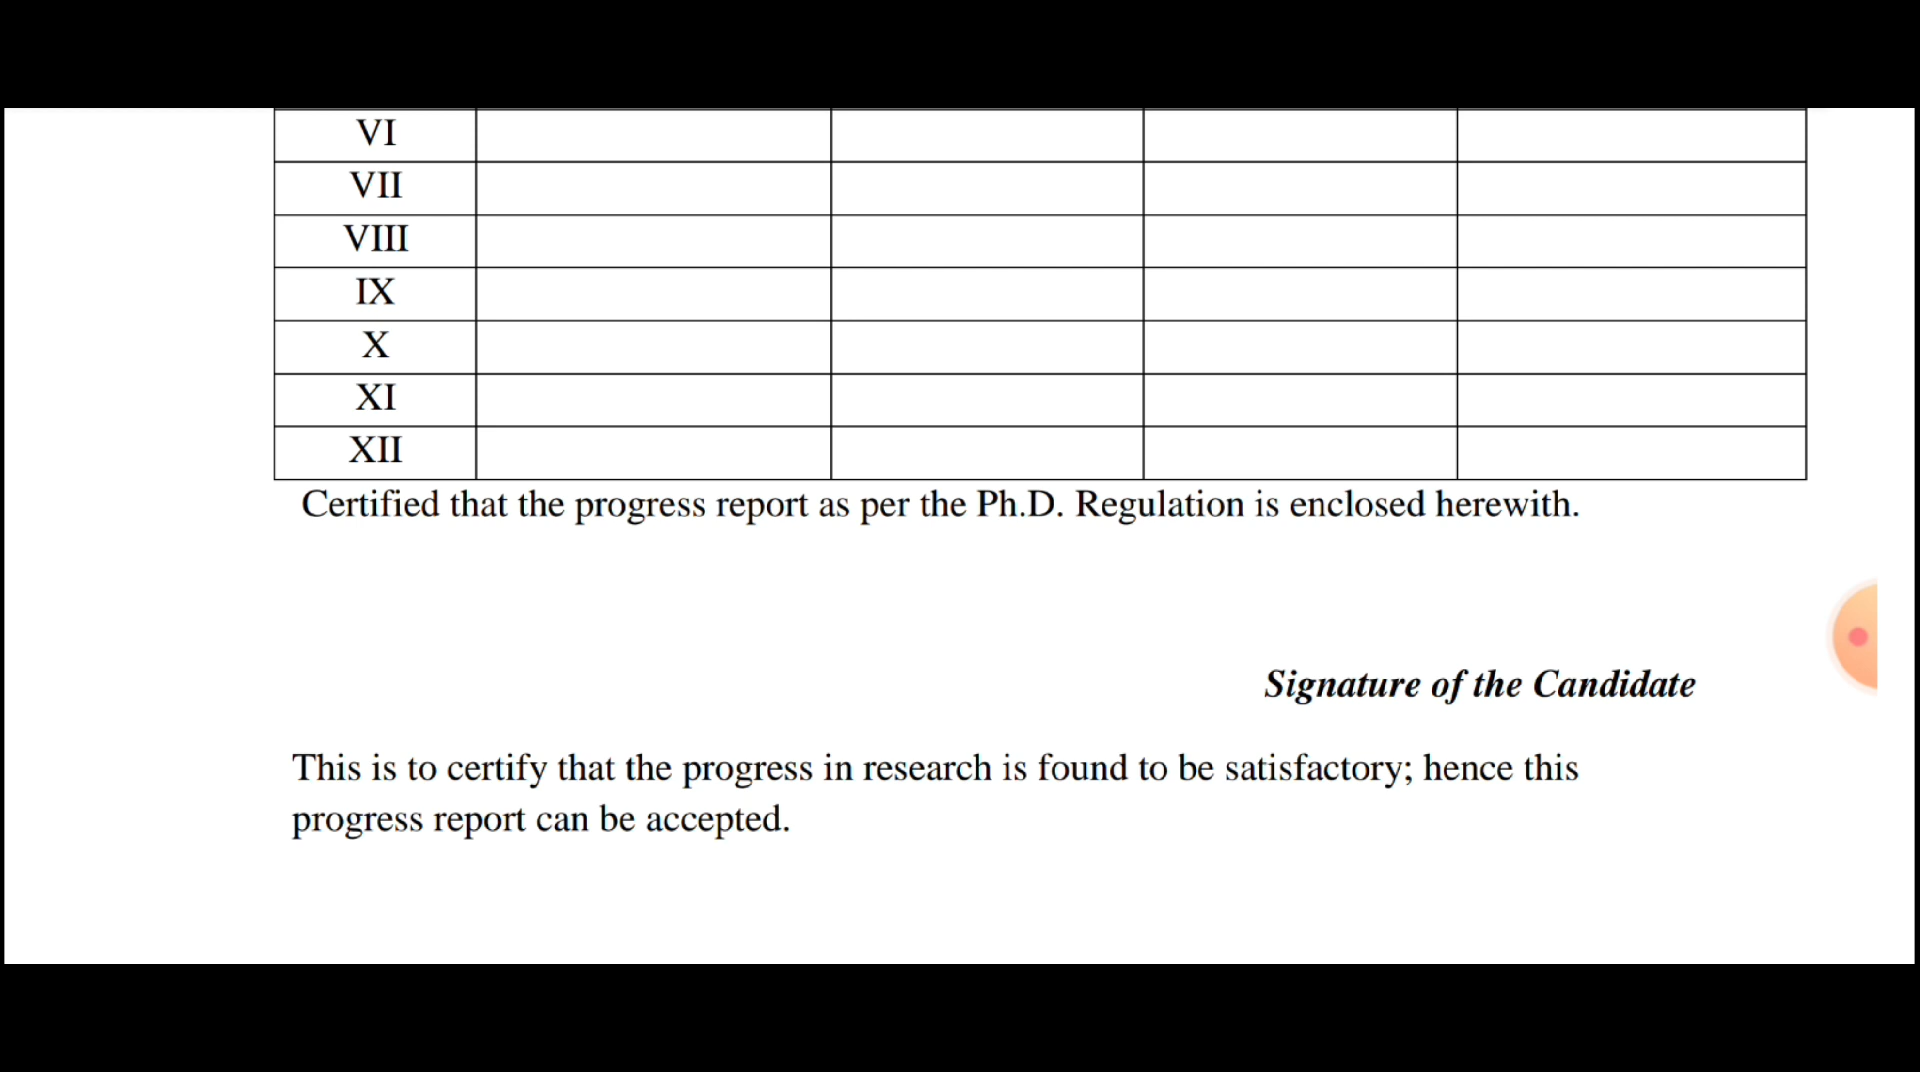 VI
VII
VIII
IX
X
XI
XII
Certified that the progress report as per the Ph.D. Regulation is enclosed herewith.
Signature of the Candidate
This is to certify that the progress in research is found to be satisfactory; hence this
progress report can be accepted.